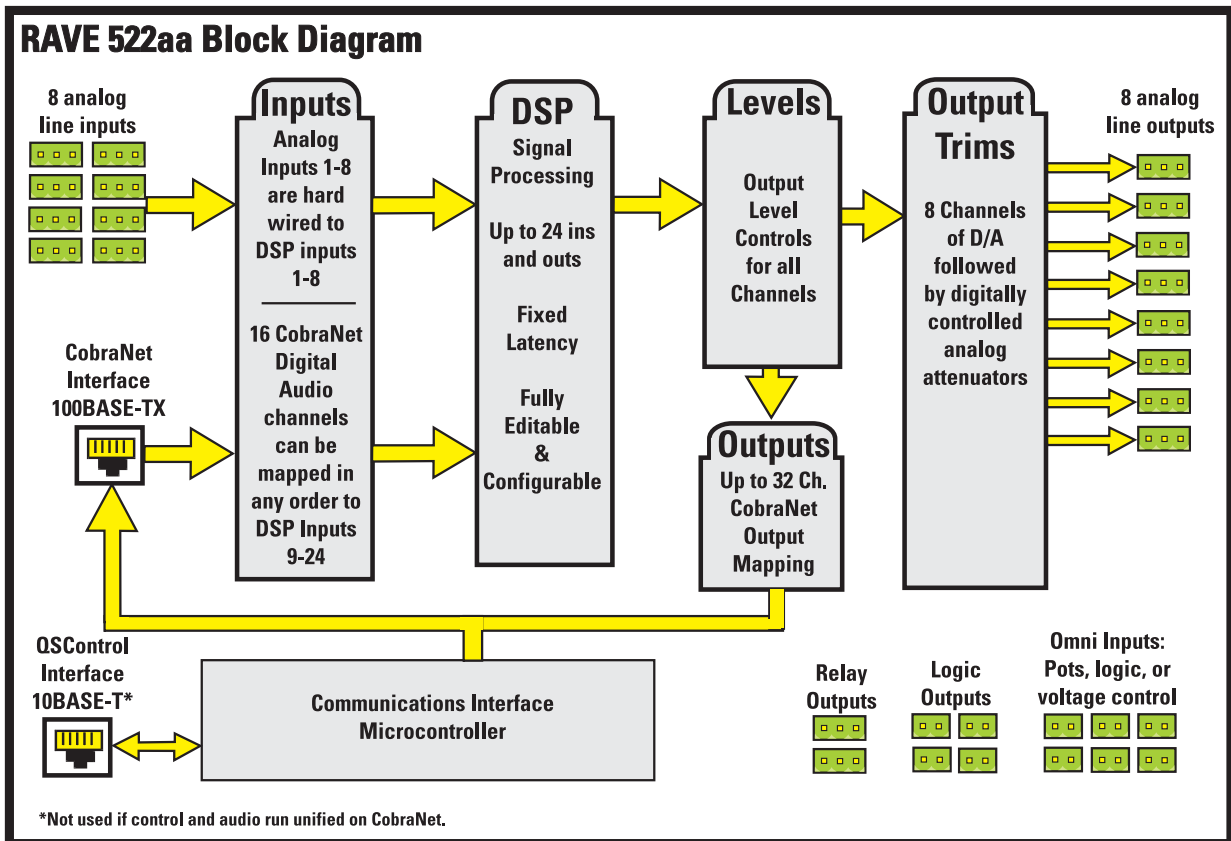 RAVE 522aa Block Diagram
8 analog
line inputs
Inputs
Analog
Inputs 1-8
are hard
wired to
DSP inputs
1-8
16 CobraNet
Digital
Audio
channels
can be
mapped in
any order to
DSP Inputs
9-24
DSP
Signal
Processing
Up to 24 ins
and outs
Fixed
Latency
Fully
Editable
&
Configurable
Levels
Output
Level
Controls
for all
Channels
Output
Trims
8 Channels
of D/A
followed
by digitally
controlled
analog
attenuators
8 analog
line outputs
CobraNet
Interface
100BASE-TX
Outputs
Up to 32 Ch.
CobraNet
Output
Mapping
QSControl
Interface
10BASE-T*
Communications Interface
Microcontroller
Relay
Outputs
Logic
Outputs
Omni Inputs:
Pots, logic, or
voltage control
*Not used if control and audio run unified on CobraNet.